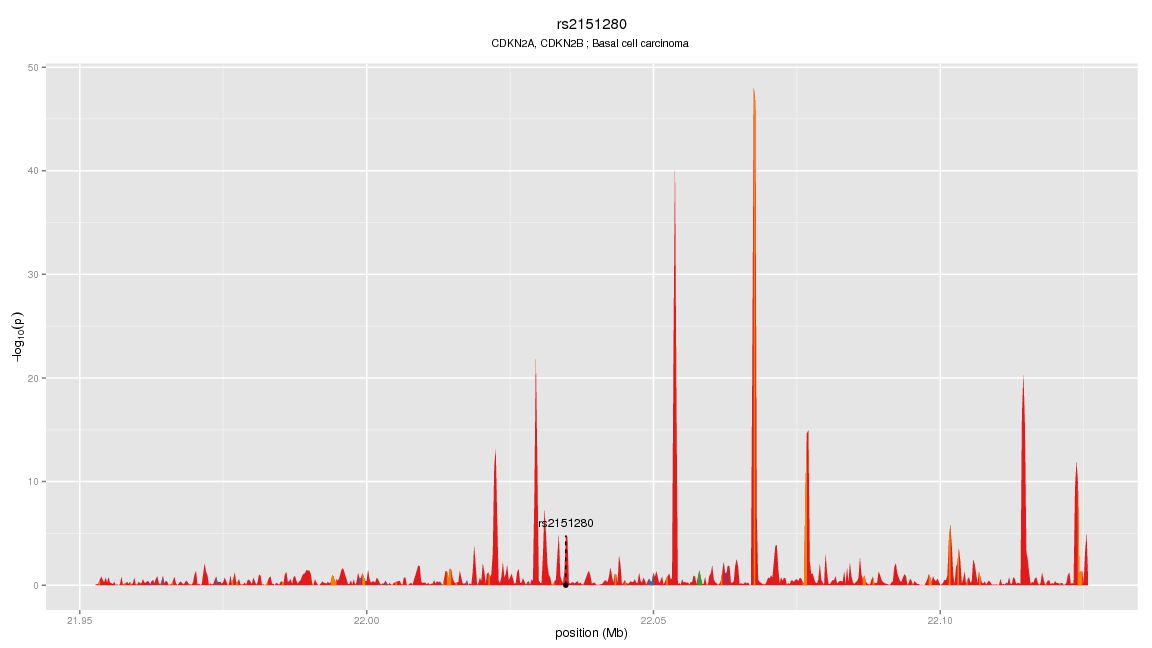 rs2151280
CDKN2A, CDKN2B ; Basal cell carcinoma
50
40
30
20
10
0
−log10(p)
rs2151280
21.95
22.00
22.05
22.10
position (Mb)